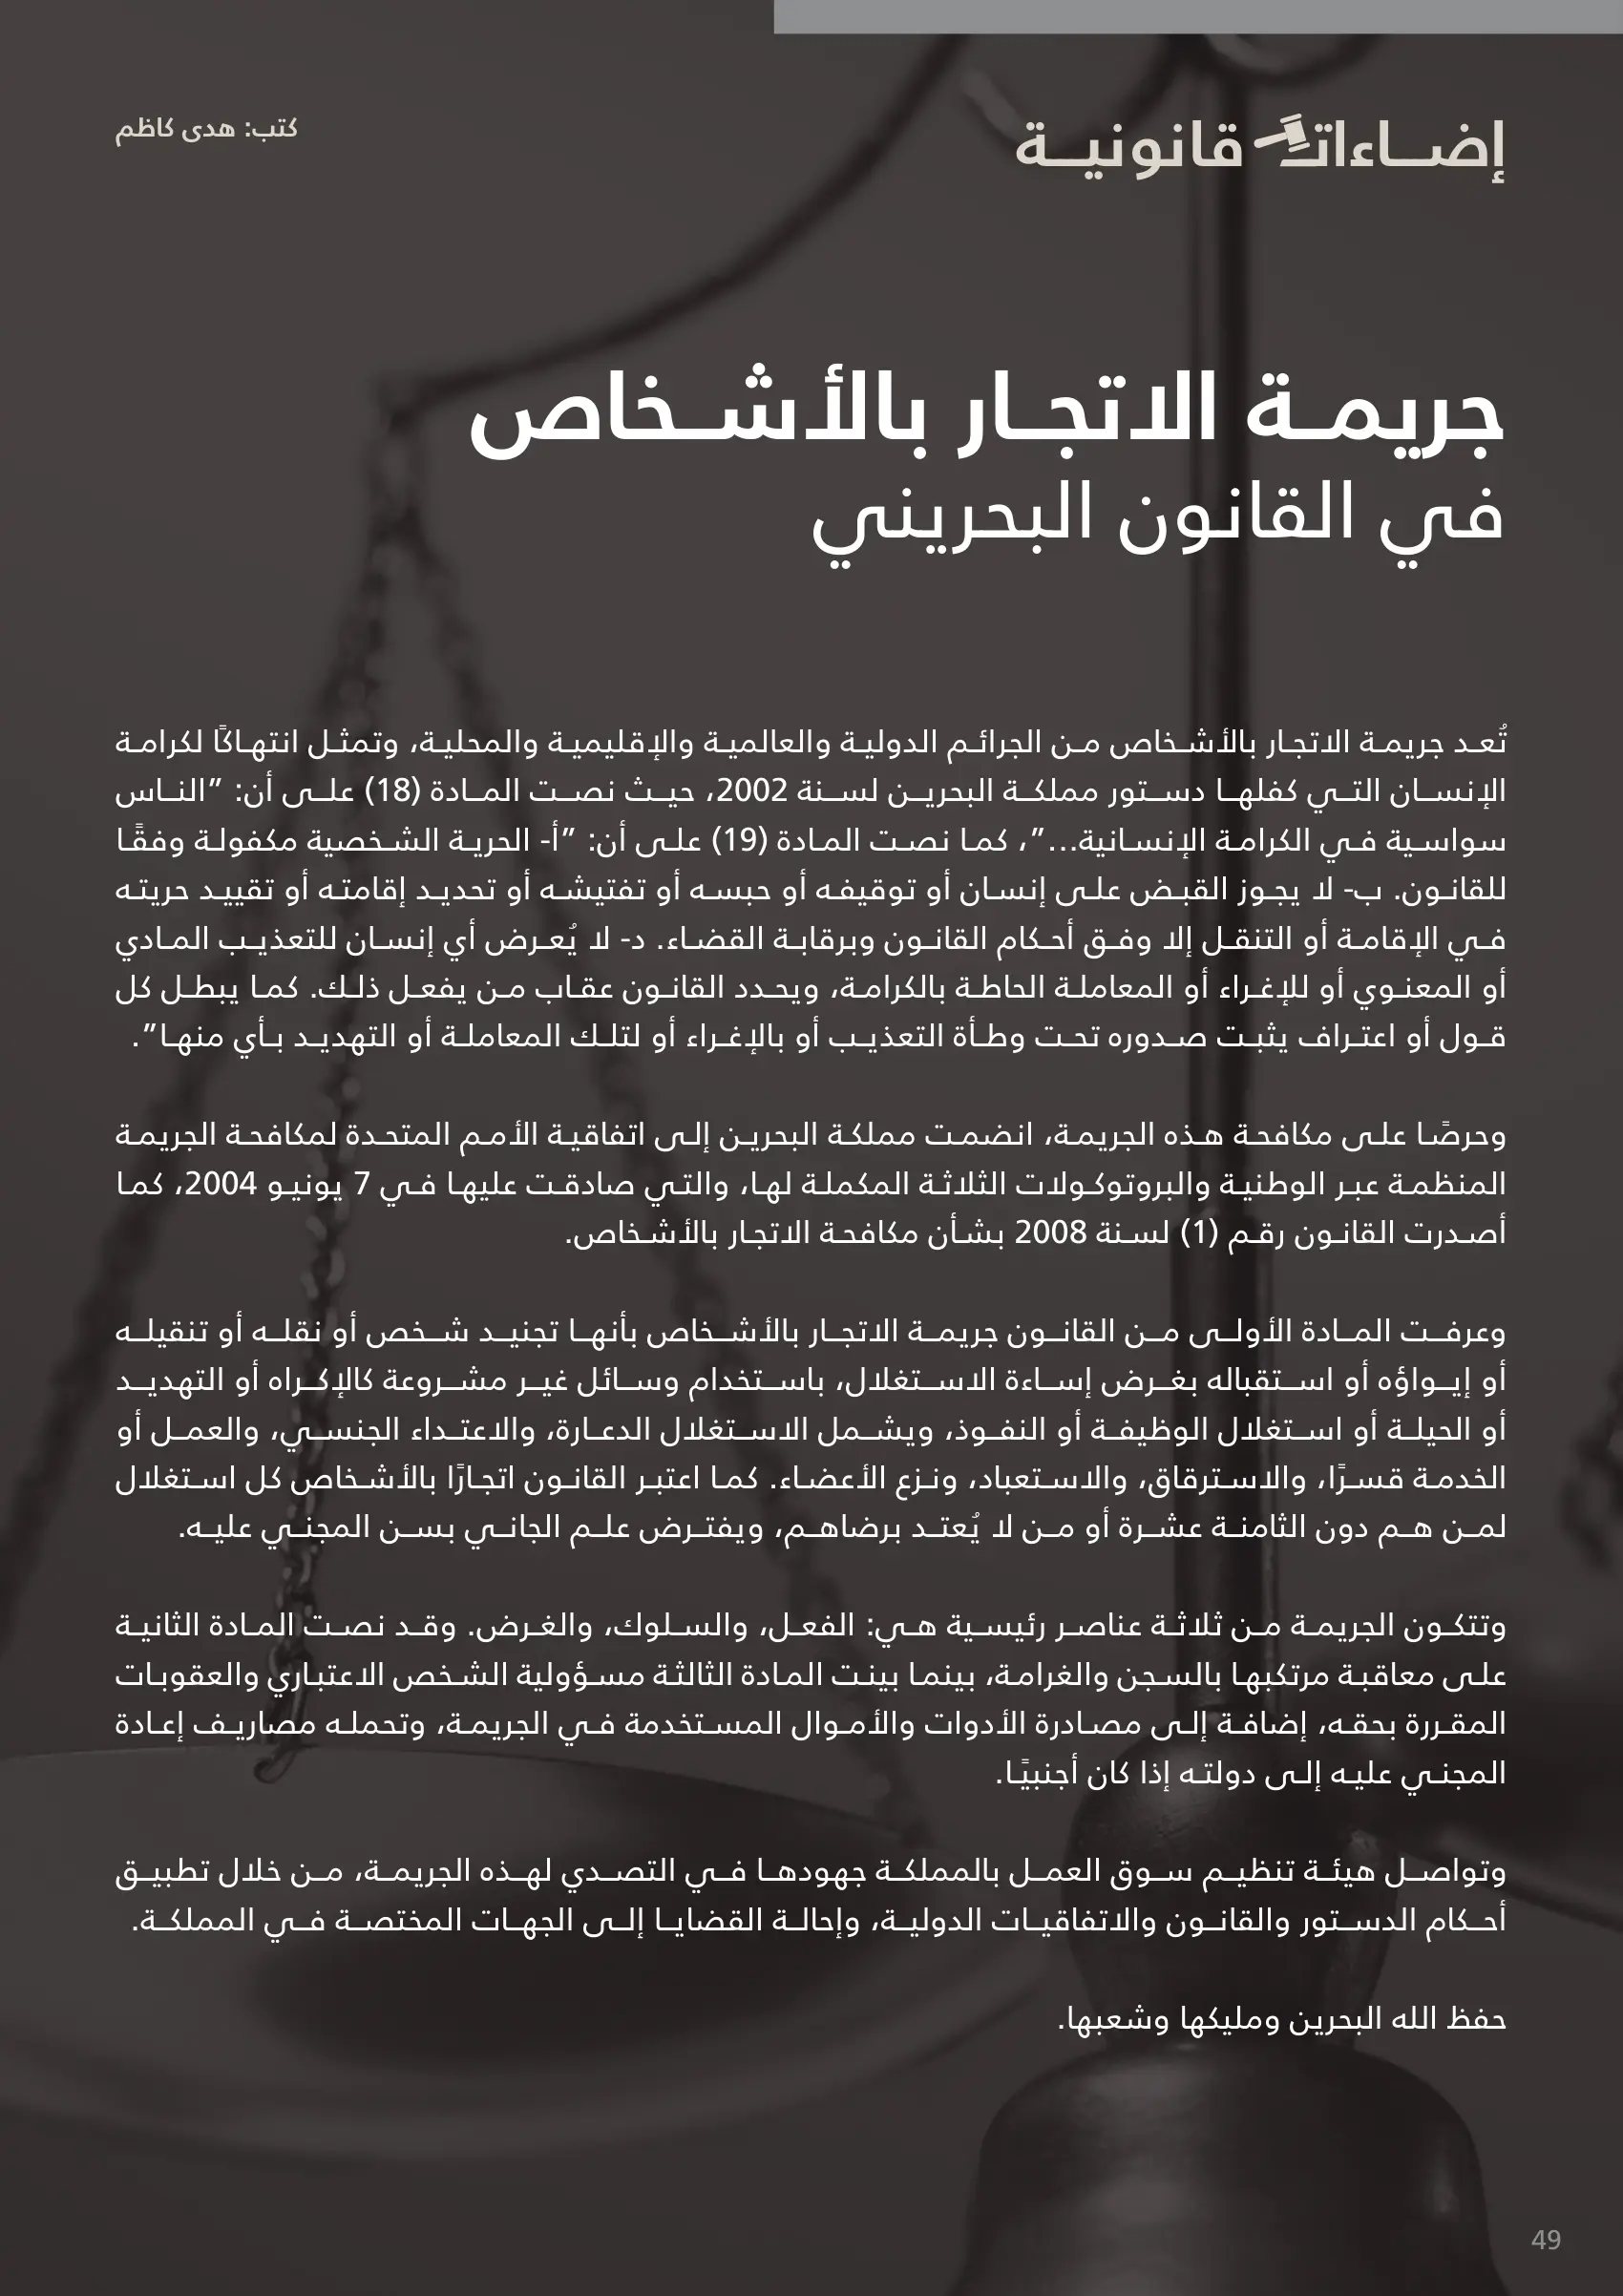 إضاءات قانونية
كتب: هدى كاظم
جريمة الاتجار بالأشخاص
في القانون البحريني
تُعد جريمة الاتجار بالأشخاص من الجرائم الدولية والعالمية والإقليمية والمحلية، وتمثل انتهاكًا لكرامة
الإنسان التي كفلها دستور مملكة البحرين لسنة 2002، حيث نصت المادة (18) على أن: ”الناس
سواسية في الكرامة الإنسانية...”، كما نصت المادة (19) على أن: ”أ- الحرية الشخصية مكفولة وفقًا
للقانون. ب- لا يجوز القبض على إنسان أو توقيفه أو حبسه أو تفتيشه أو تحديد إقامته أو تقييد حريته
في الإقامة أو التنقل إلا وفق أحكام القانون وبرقابة القضاء. د- لا يُعرض أي إنسان للتعذيب المادي
أو المعنوي أو للإغراء أو المعاملة الحاطة بالكرامة، ويحدد القانون عقاب من يفعل ذلك. كما يبطل كل
قول أو اعتراف يثبت صدوره تحت وطأة التعذيب أو بالإغراء أو لتلك المعاملة أو التهديد بأي منها”.
وحرصًا على مكافحة هذه الجريمة، انضمت مملكة البحرين إلى اتفاقية الأمم المتحدة لمكافحة الجريمة
المنظمة عبر الوطنية والبروتوكولات الثلاثة المكملة لها، والتي صادقت عليها في 7 يونيو 2004، كما
أصدرت القانون رقم (1) لسنة 2008 بشأن مكافحة الاتجار بالأشخاص.
وعرفت المادة الأولى من القانون جريمة الاتجار بالأشخاص بأنها تجنيد شخص أو نقله أو تنقيله
أو إيواؤه أو استقباله بغرض إساءة الاستغلال، باستخدام وسائل غير مشروعة كالإكراه أو التهديد
أو الحيلة أو استغلال الوظيفة أو النفوذ، ويشمل الاستغلال الدعارة، والاعتداء الجنسي، والعمل أو
الخدمة قسرًا، والاسترقاق، والاستعباد، ونزع الأعضاء. كما اعتبر القانون اتجارًا بالأشخاص كل استغلال
لمن هم دون الثامنة عشرة أو من لا يُعتد برضاهم، ويفترض علم الجاني بسن المجني عليه.
وتتكون الجريمة من ثلاثة عناصر رئيسية هي: الفعل، والسلوك، والغرض. وقد نصت المادة الثانية
على معاقبة مرتكبها بالسجن والغرامة، بينما بينت المادة الثالثة مسؤولية الشخص الاعتباري والعقوبات
المقررة بحقه، إضافة إلى مصادرة الأدوات والأموال المستخدمة في الجريمة، وتحمله مصاريف إعادة
المجني عليه إلى دولته إذا كان أجنبيًا.
وتواصل هيئة تنظيم سوق العمل بالمملكة جهودها في التصدي لهذه الجريمة، من خلال تطبيق
أحكام الدستور والقانون والاتفاقيات الدولية، وإحالة القضايا إلى الجهات المختصة في المملكة.
حفظ الله البحرين ومليكها وشعبها.
49